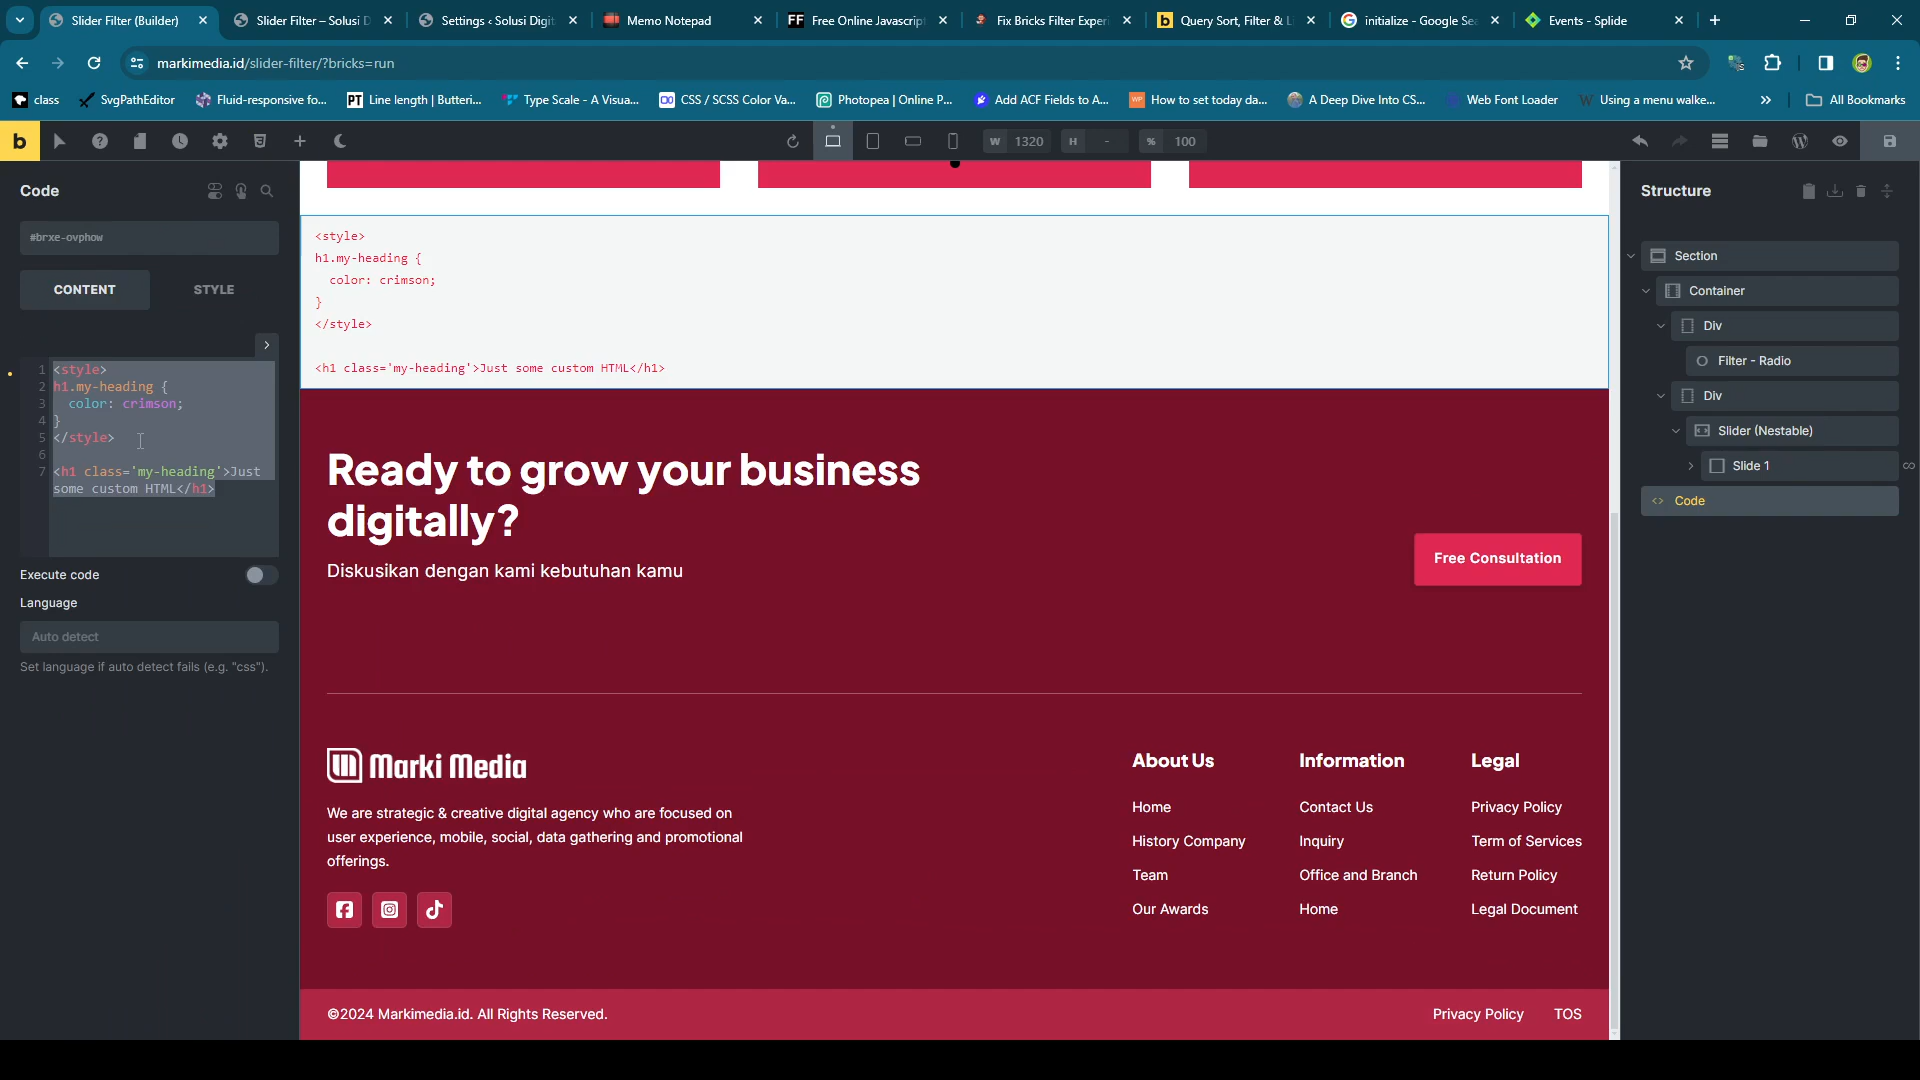 Slider Filter (Builder)
Slider Filter – Solusi D
Settings ‹ Solusi Digit
Memo Notepad
FF
Free Online Javascrip
Fix Bricks Filter Experi
b
Query Sort, Filter & Li
initialize - Google Sea
Events - Splide
markimedia.id/slider-filter/?bricks=run
class
SvgPathEditor
Fluid-responsive fo...
PT
Line length | Butteri...
Type Scale - A Visua...
CSS / SCSS Color Va...
Photopea | Online P...
Add ACF Fields to A...
WP
How to set today da...
A Deep Dive Into CS...
Web Font Loader
W
Using a menu walke...
All Bookmarks
b
W 1320
H -
% 100
Code
#brxe-ovphow
CONTENT
STYLE
1 <style>
2 h1.my-heading {
3 color: crimson;
4 }
5 </style>
6
7 <h1 class='my-heading'>Just
some custom HTML</h1>
Execute code
Language
Auto detect
Set language if auto detect fails (e.g. "css").
<style>
h1.my-heading {
color: crimson;
}
</style>
<h1 class='my-heading'>Just some custom HTML</h1>
Ready to grow your business
digitally?
Diskusikan dengan kami kebutuhan kamu
Free Consultation
Marki Media
We are strategic & creative digital agency who are focused on
user experience, mobile, social, data gathering and promotional
offerings.
About Us
Home
History Company
Team
Our Awards
Information
Contact Us
Inquiry
Office and Branch
Home
Legal
Privacy Policy
Term of Services
Return Policy
Legal Document
©2024 Markimedia.id. All Rights Reserved.
Privacy Policy
TOS
Structure
Section
Container
Div
Filter - Radio
Div
Slider (Nestable)
Slide 1
Code